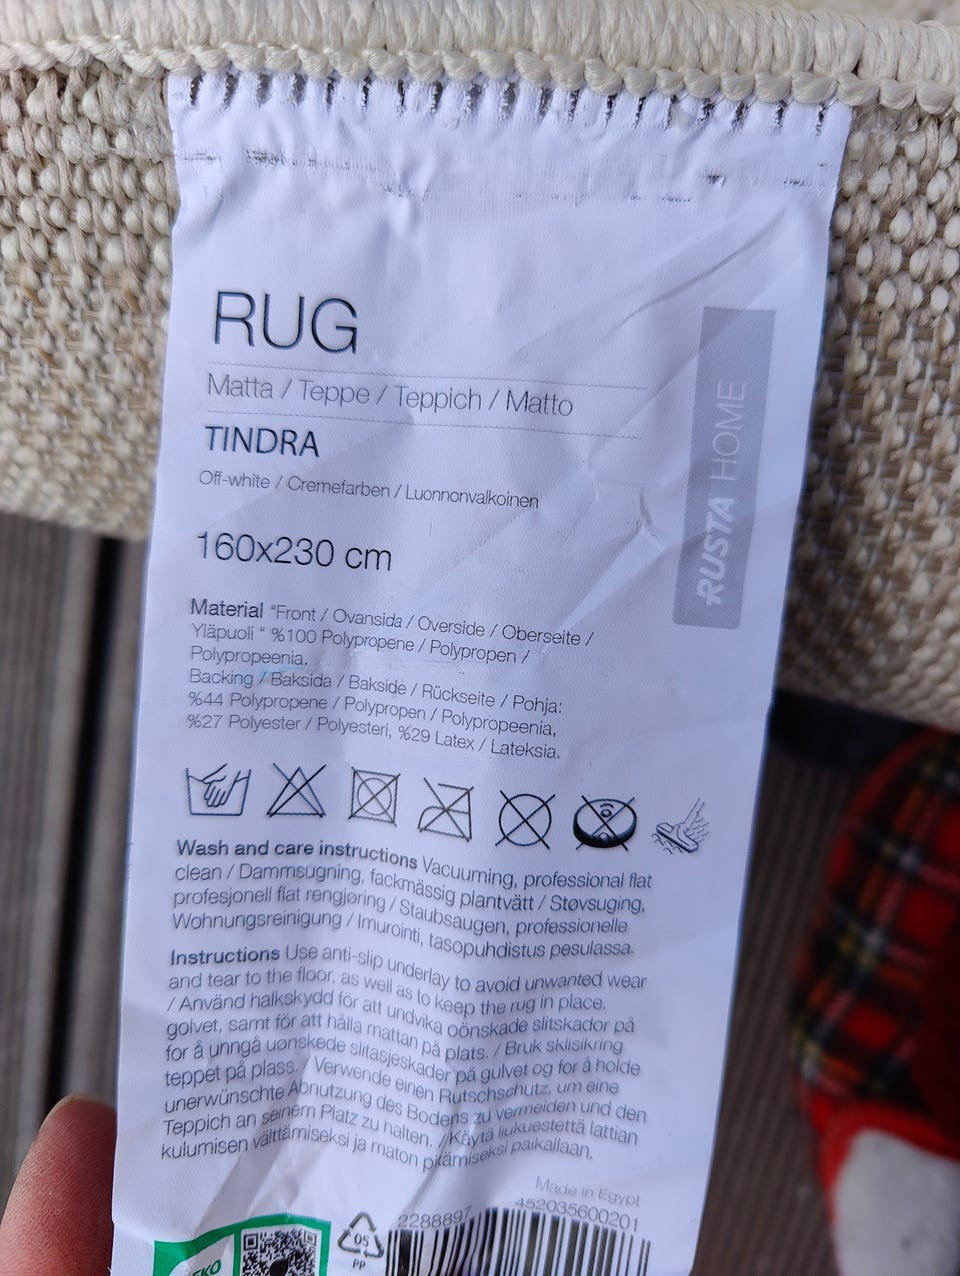 RUG
Matta / Teppe / Teppich / Matto
TINDRA
Off-white / Cremefarben / Luonnonvalkoinen
160x230 cm
RUSTA HOME
Material "Front / Ovansida / Overside / Oberseite /
Yläpuoli " %100 Polypropene / Polypropen /
Polypropeenia.
Backing / Baksida / Bakside / Rückseite / Pohja:
%44 Polypropene / Polypropen / Polypropeenia,
%27 Polyester / Polyesteri, %29 Latex / Lateksia.
Wash and care instructions Vacuuming, professional flat
clean / Dammsugning, fackmässig plantvätt / Støvsuging,
profesjonell flat rengjøring / Staubsaugen, professionelle
Wohnungsreinigung / Imurointi, tasopuhdistus pesulassa.
Instructions Use anti-slip underlay to avoid unwanted wear
and tear to the floor, as well as to keep the rug in place.
/ Använd halkskydd för att undvika oönskade slitskador på
golvet, samt för att hålla mattan på plats. / Bruk sklisikring
for å unngå uønskede slitasjeskader på gulvet og for å holde
teppet på plass. / Verwende einen Rutschschutz, um eine
unerwünschte Abnutzung des Bodens zu vermeiden und den
Teppich an seinem Platz zu halten. / Käytä liukuestettä lattian
kulumisen välttämiseksi ja maton pitämiseksi paikallaan.
Made in Egypt
2288897 452035600201
05
PP